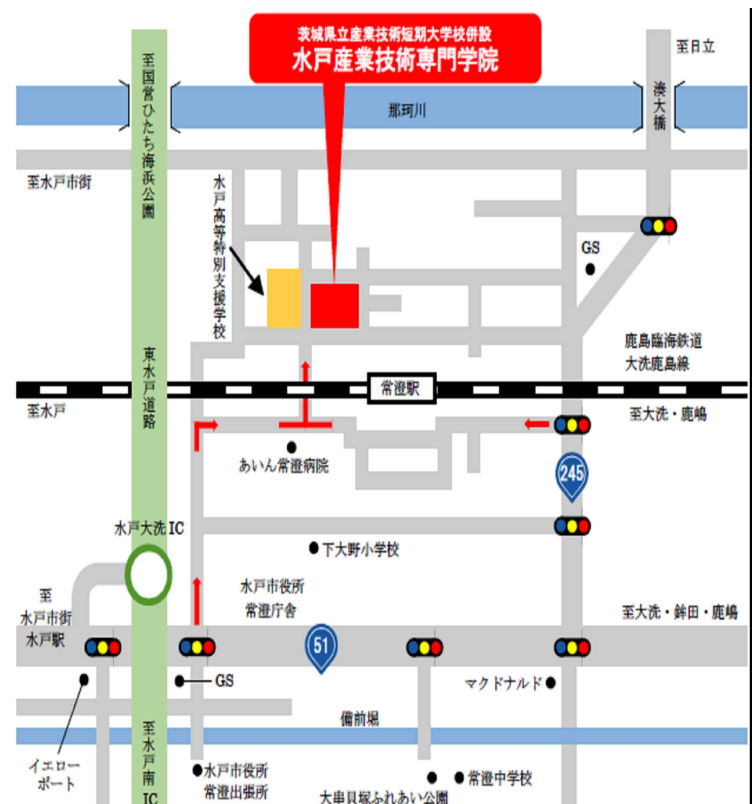 茨城県立産業技術短期大学校併設
水戸産業技術専門学院
至日立
至国営ひたち海浜公園
那珂川
湊大橋
至水戸市街
水戸高等特別支援学校
GS
鹿島臨海鉄道
大洗鹿島線
東水戸道路
常澄駅
至水戸
至大洗・鹿嶋
あいん常澄病院
245
水戸大洗 IC
下大野小学校
至
水戸市街
水戸駅
水戸市役所
常澄庁舎
至大洗・鉾田・鹿嶋
51
GS
マクドナルド
備前堀
イエロー
ポート
至水戸南IC
水戸市役所
常澄出張所
常澄中学校
大串貝塚ふれあい公園